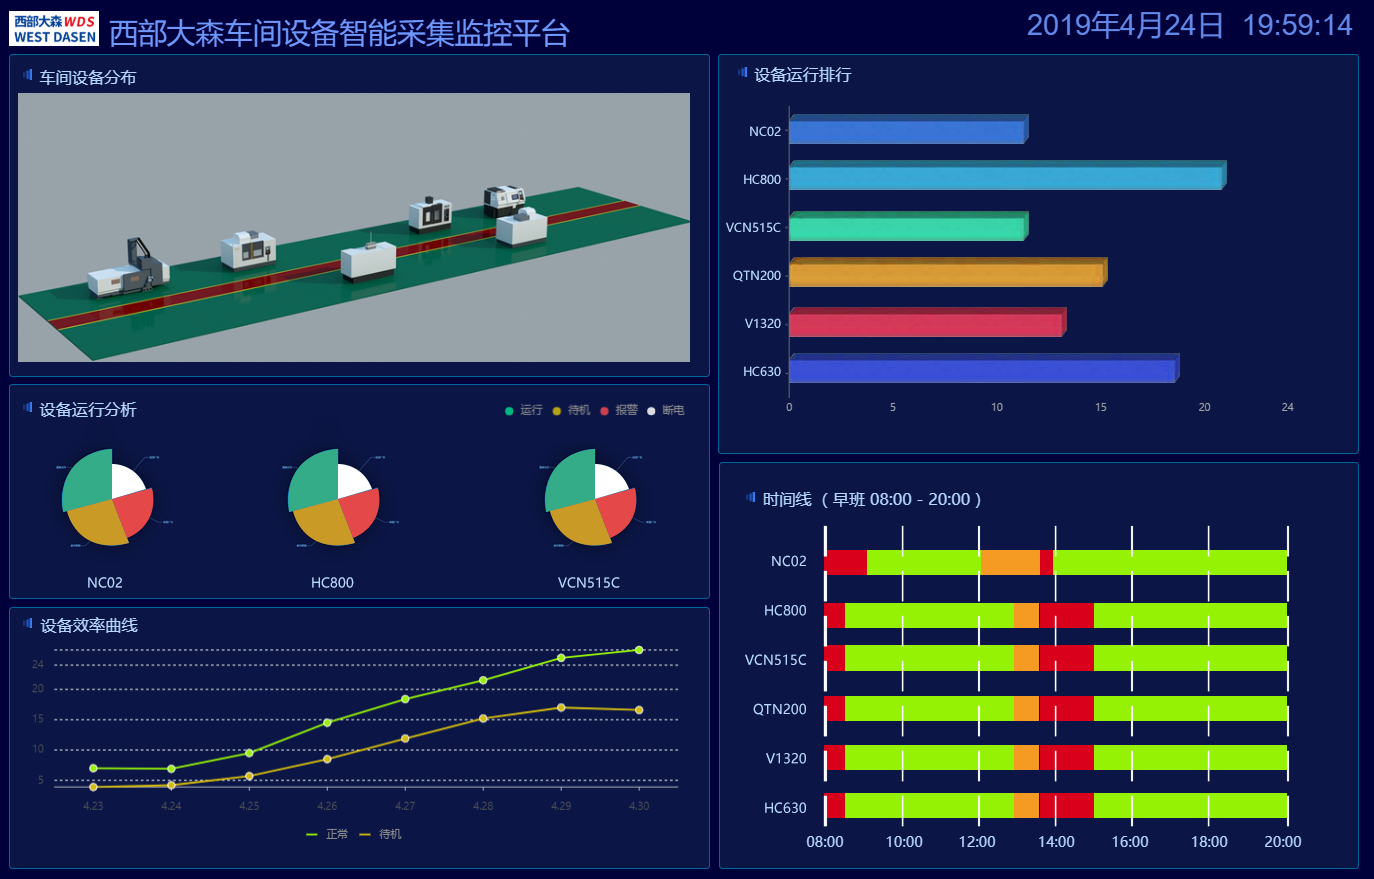 西部大森WDS
WEST DASEN
西部大森车间设备智能采集监控平台
2019年4月24日 19:59:14
车间设备分布
设备运行分析
运行 待机 报警 断电
NC02 HC800 VCN515C
设备效率曲线
24
20
15
10
5
4.23 4.24 4.25 4.26 4.27 4.28 4.29 4.30
正常 待机
设备运行排行
NC02
HC800
VCN515C
QTN200
V1320
HC630
0 5 10 15 20 24
时间线（早班 08:00 - 20:00）
NC02
HC800
VCN515C
QTN200
V1320
HC630
08:00 10:00 12:00 14:00 16:00 18:00 20:00